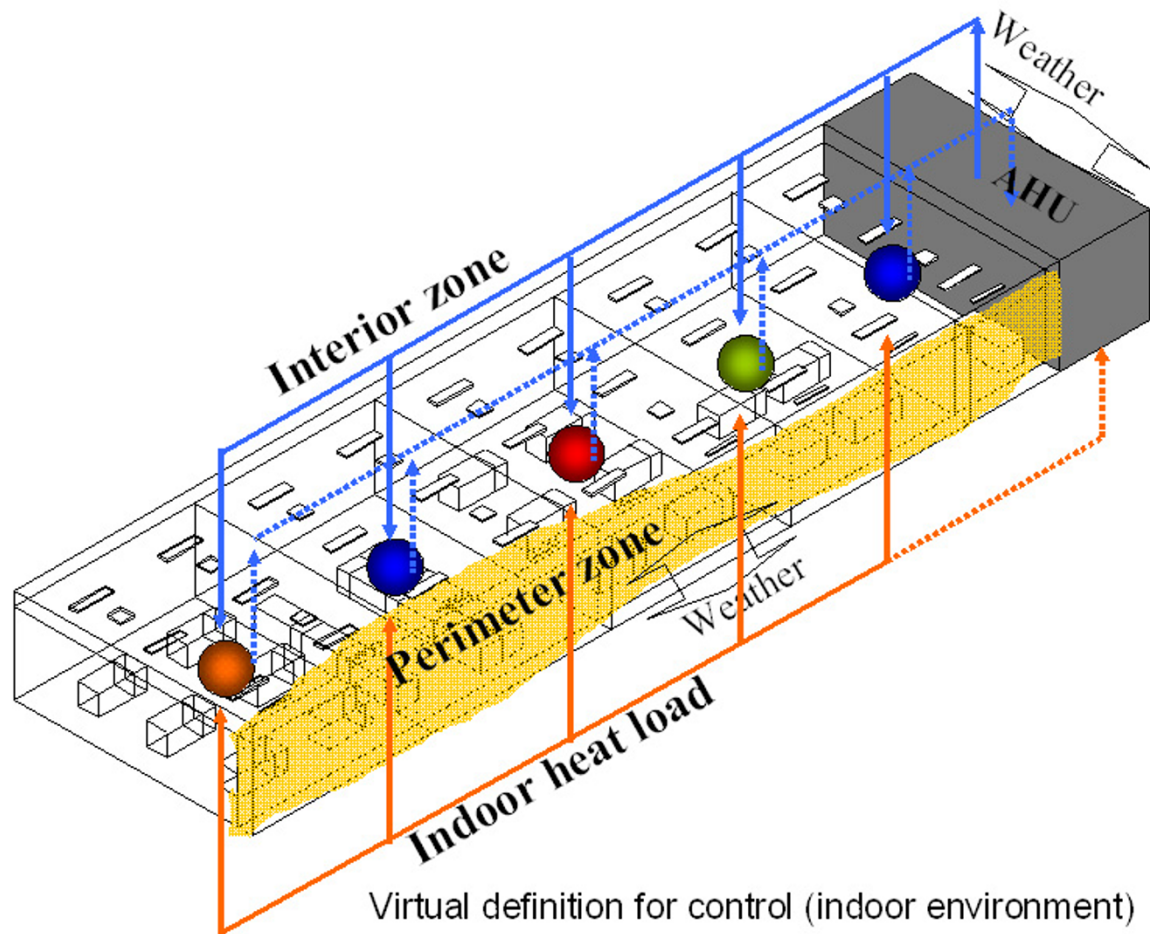 Weather
AHU
Interior zone
Perimeter zone
Weather
Indoor heat load
Virtual definition for control (indoor environment)